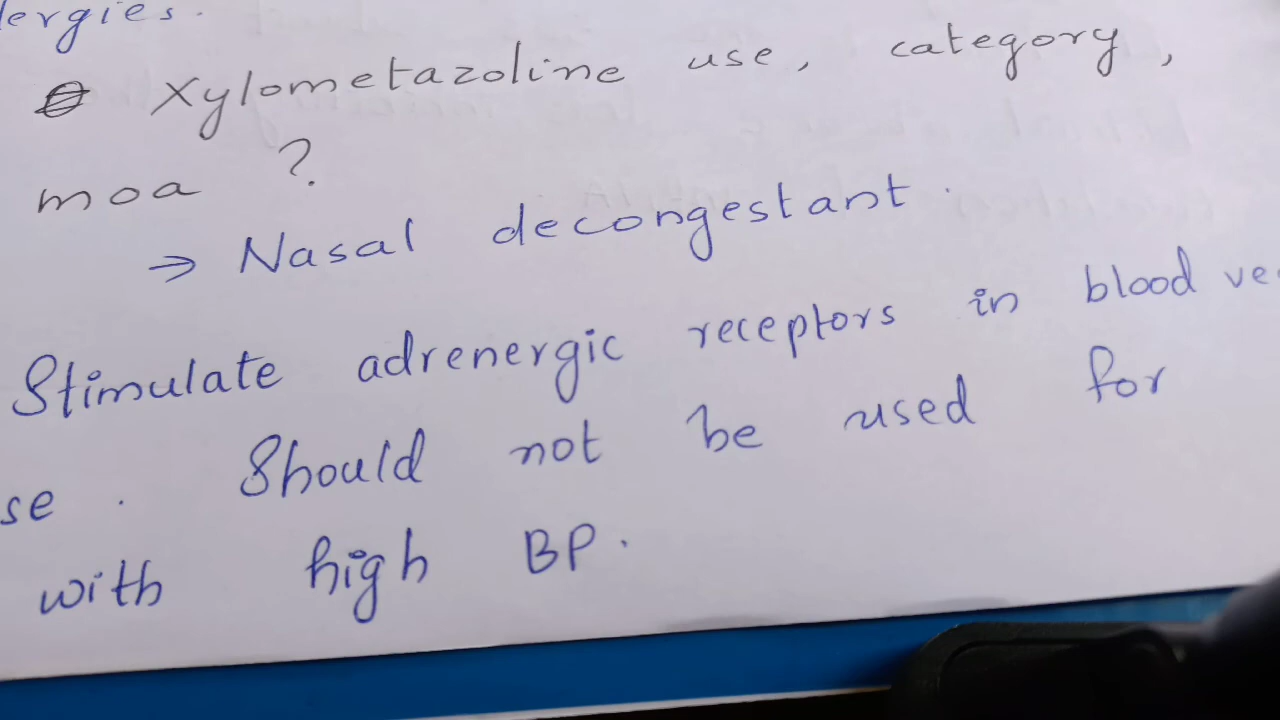 lergies.
Xylometazoline use, category,
moa ?
→ Nasal decongestant.
Stimulate adrenergic receptors in blood ve
se. Should not be used for
with high BP.